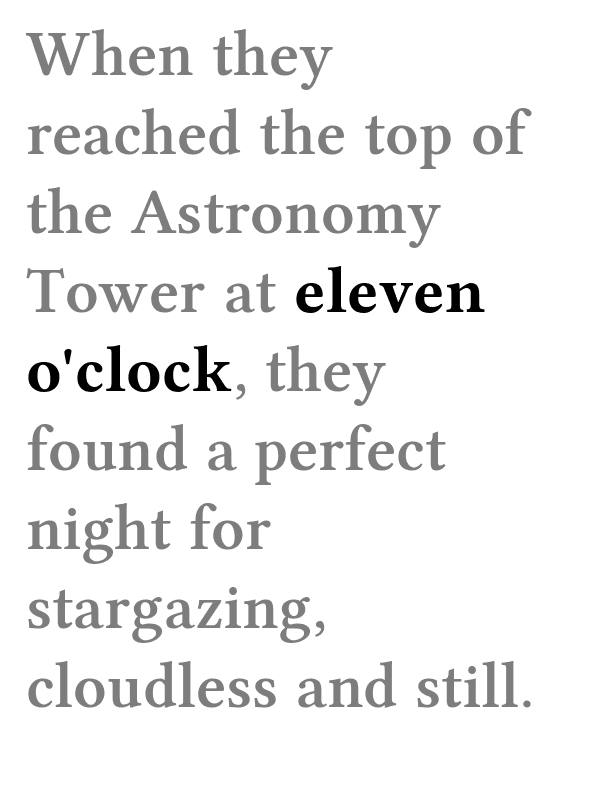 When they
reached the top of
the Astronomy
Tower at eleven
o'clock, they
found a perfect
night for
stargazing,
cloudless and still.